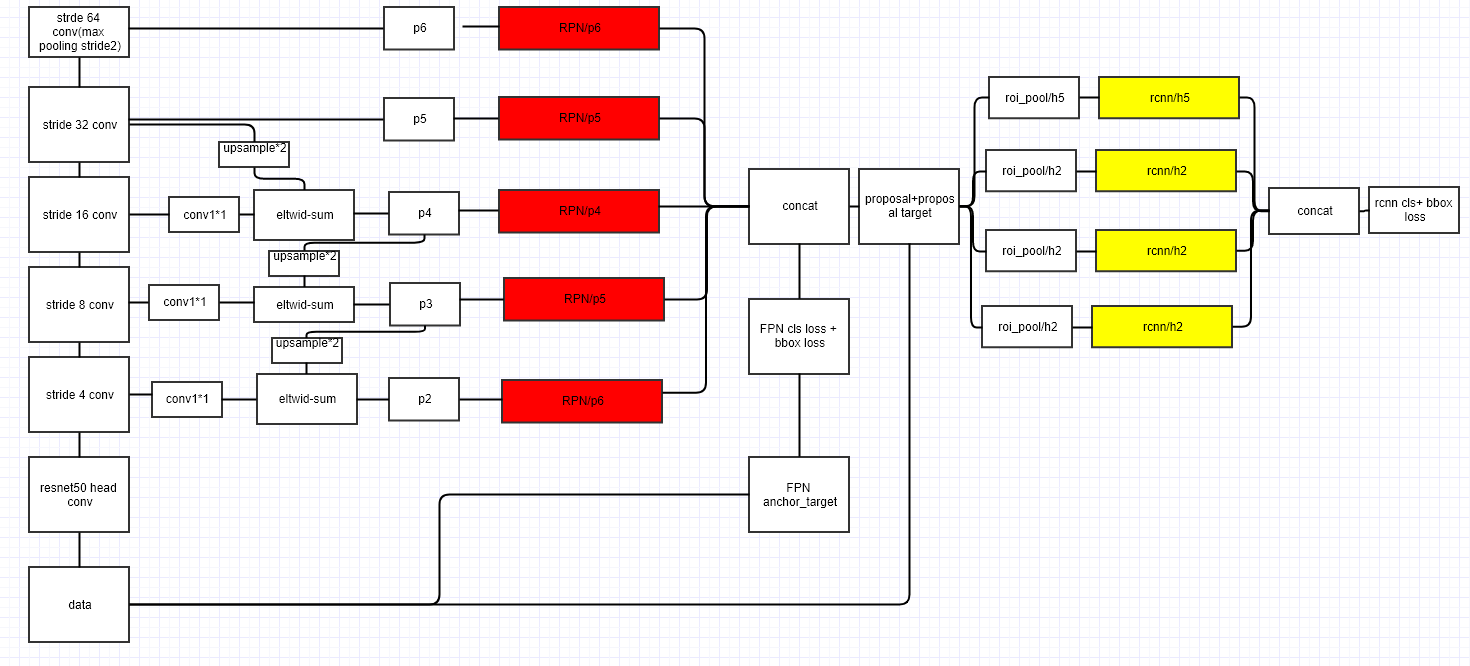 strde 64
conv(max
pooling stride2)
p6
RPN/p6
stride 32 conv
p5
RPN/p5
roi_pool/h5
rcnn/h5
upsample*2
roi_pool/h2
rcnn/h2
stride 16 conv
conv1*1
eltwid-sum
p4
RPN/p4
concat
proposal+propos
al target
concat
rcnn cls+ bbox
loss
upsample*2
roi_pool/h2
rcnn/h2
stride 8 conv
conv1*1
eltwid-sum
p3
RPN/p5
FPN cls loss +
bbox loss
roi_pool/h2
rcnn/h2
upsample*2
stride 4 conv
conv1*1
eltwid-sum
p2
RPN/p6
resnet50 head
conv
FPN
anchor_target
data